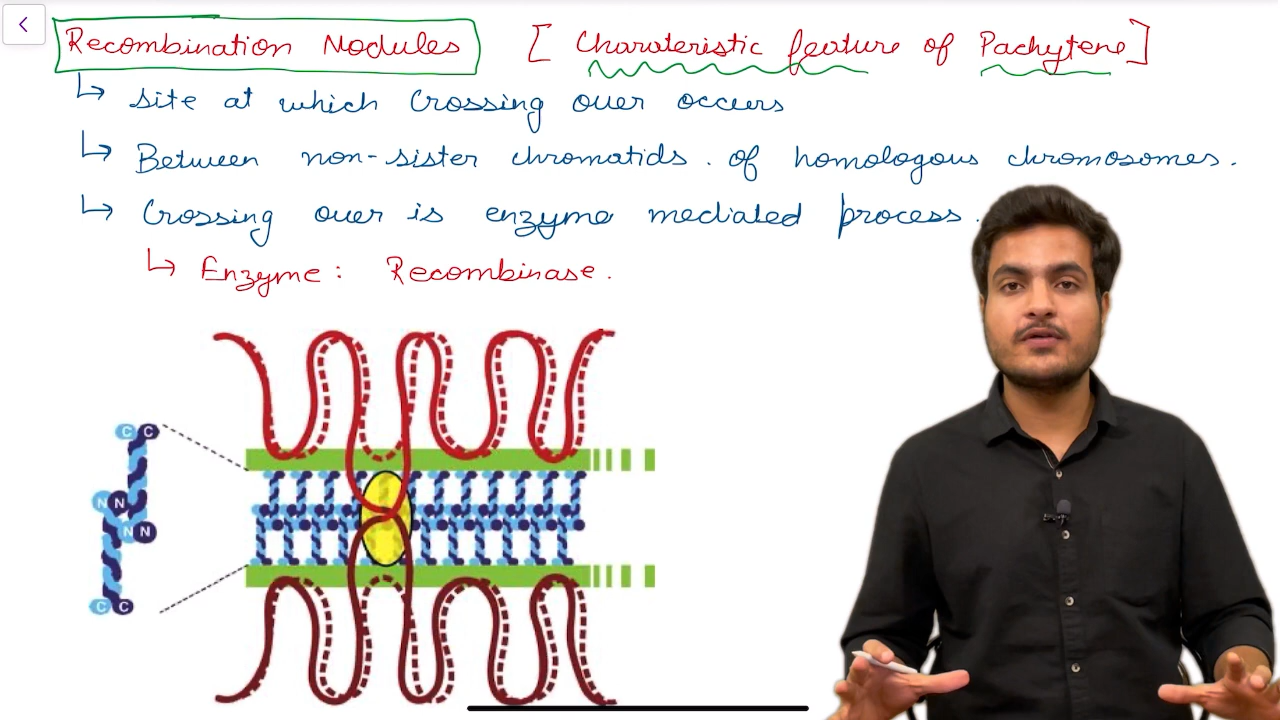 Recombination Nodules [ Charateristic feature of Pachytene ]
↳ Site at which Crossing over occurs
↳ Between non-sister chromatids. of homologous chromosomes.
↳ Crossing over is enzyme mediated process.
↳ Enzyme: Recombinase.
C C
N N
N N
C C